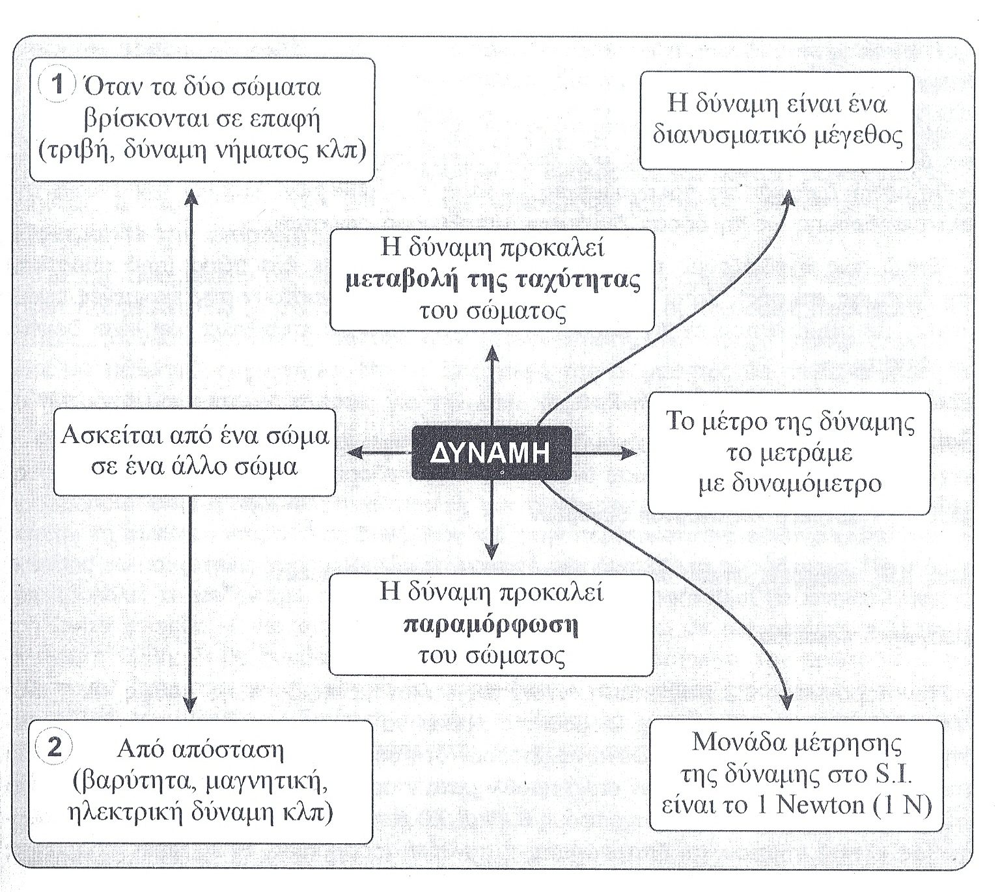 1 Όταν τα δύο σώματα
βρίσκονται σε επαφή
(τριβή, δύναμη νήματος κλπ)
Η δύναμη είναι ένα
διανυσματικό μέγεθος
Η δύναμη προκαλεί
μεταβολή της ταχύτητας
του σώματος
Ασκείται από ένα σώμα
σε ένα άλλο σώμα
ΔΥΝΑΜΗ
Το μέτρο της δύναμης
το μετράμε
με δυναμόμετρο
Η δύναμη προκαλεί
παραμόρφωση
του σώματος
2 Από απόσταση
(βαρύτητα, μαγνητική,
ηλεκτρική δύναμη κλπ)
Μονάδα μέτρησης
της δύναμης στο S.I.
είναι το 1 Newton (1 N)